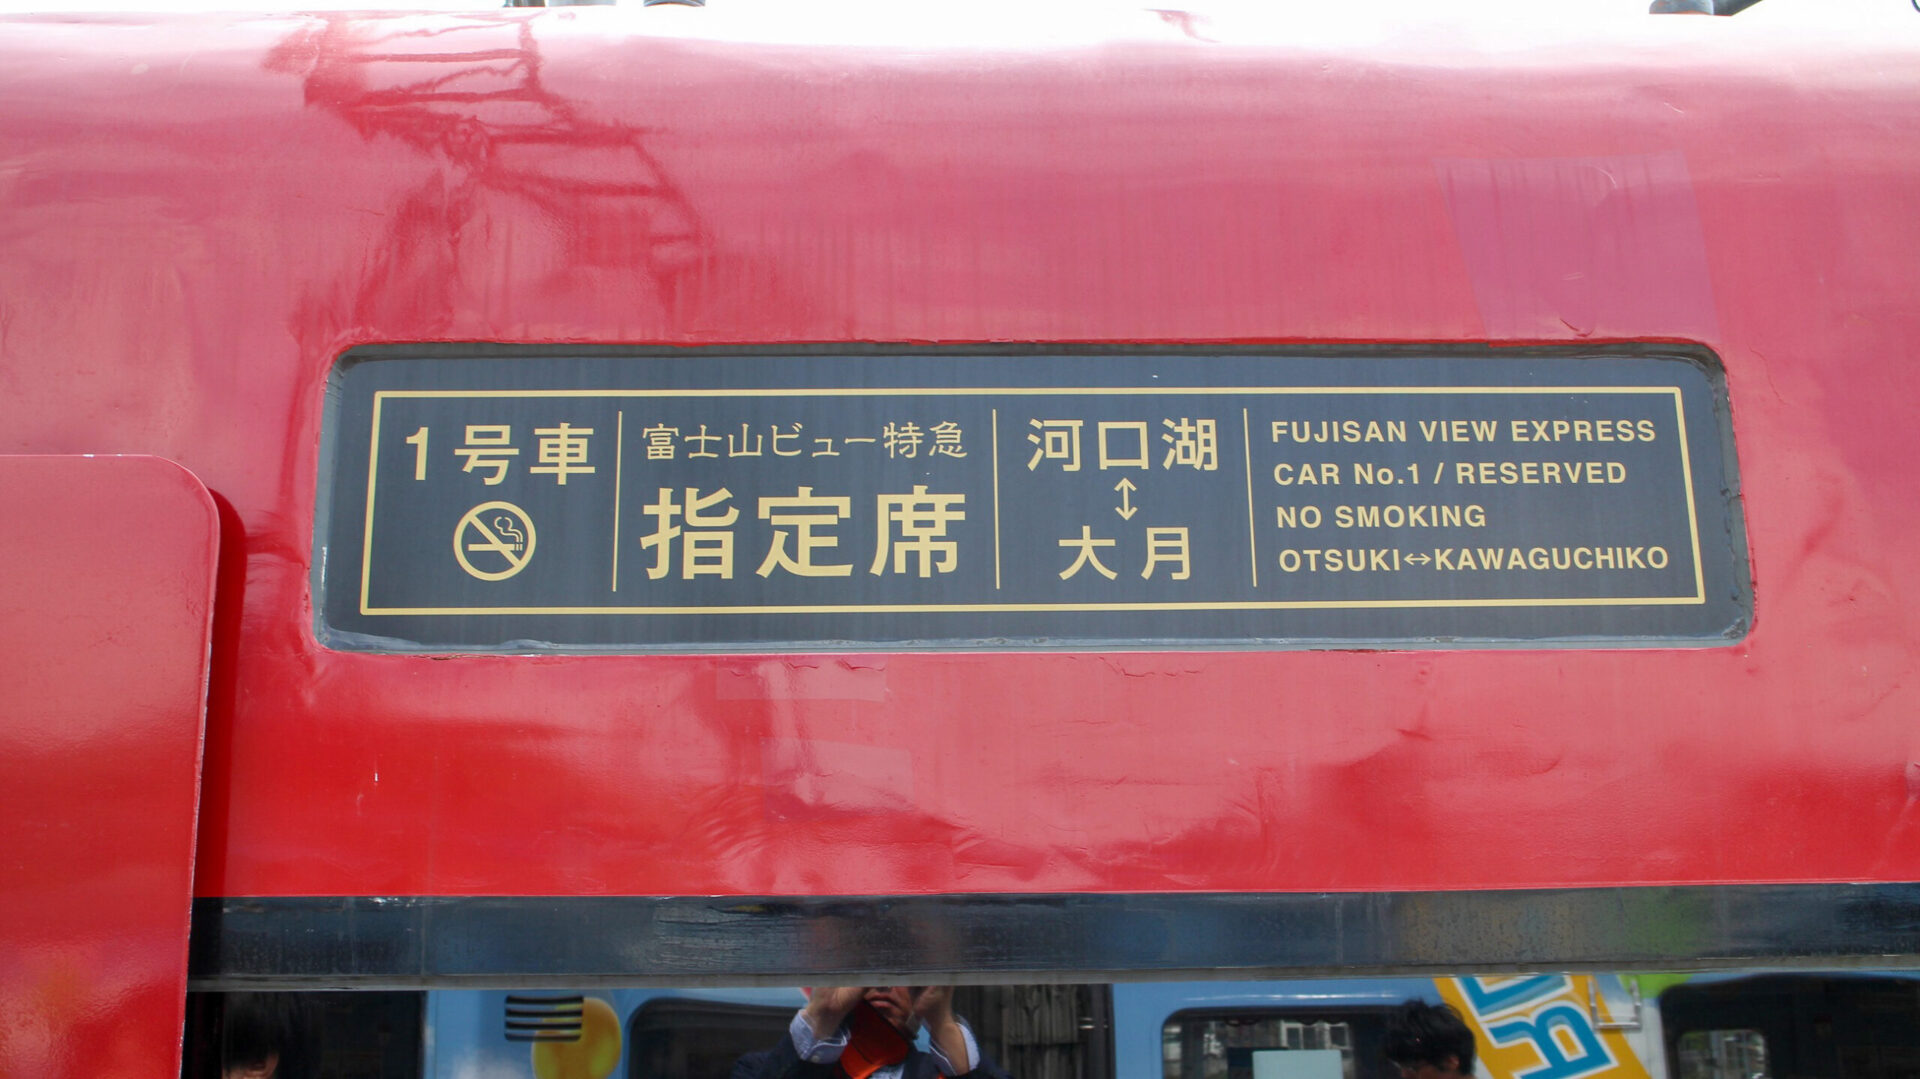 1号車
富士山ビュー特急
指定席
河口湖
↕
大月
FUJISAN VIEW EXPRESS
CAR No.1 / RESERVED
NO SMOKING
OTSUKI↔KAWAGUCHIKO